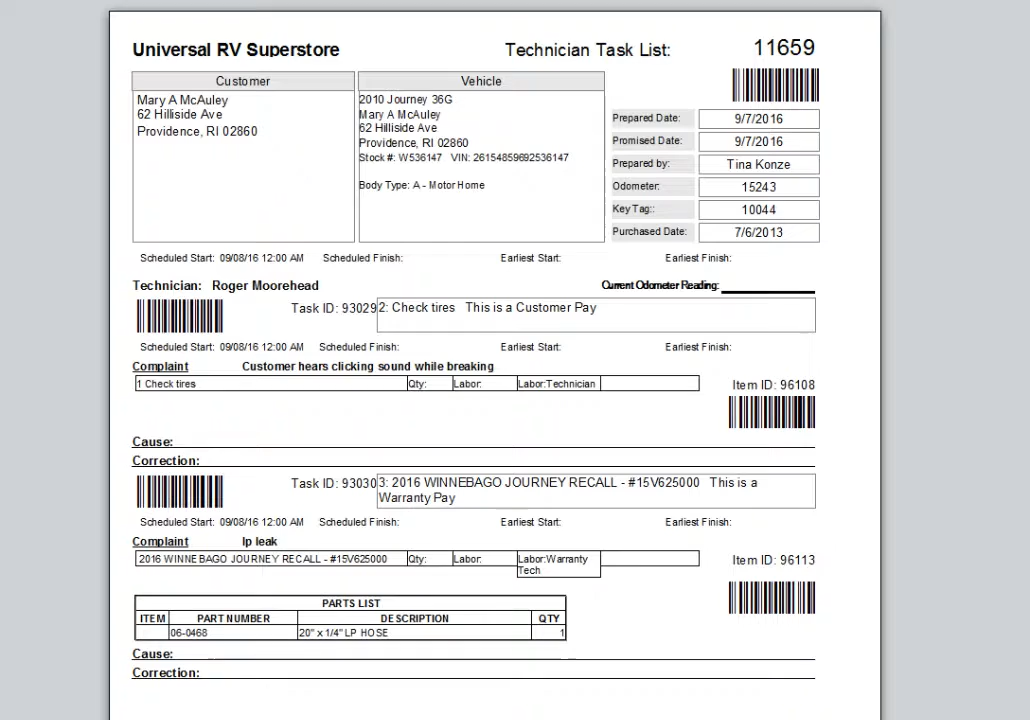 Universal RV Superstore Technician Task List: 11659
Customer Vehicle
Mary A McAuley
62 Hilliside Ave
Providence, RI 02860
2010 Journey 36G
Mary A McAuley
62 Hilliside Ave
Providence, RI 02860
Stock #: W536147 VIN: 26154859692536147
Body Type: A - Motor Home
Prepared Date: 9/7/2016
Promised Date: 9/7/2016
Prepared by: Tina Konze
Odometer: 15243
Key Tag:: 10044
Purchased Date: 7/6/2013
Scheduled Start: 09/08/16 12:00 AM Scheduled Finish: Earliest Start: Earliest Finish:
Technician: Roger Moorehead Current Odometer Reading:
Task ID: 93029 2: Check tires This is a Customer Pay
Scheduled Start: 09/08/16 12:00 AM Scheduled Finish: Earliest Start: Earliest Finish:
Complaint Customer hears clicking sound while breaking
1 Check tires Qty: Labor: Labor:Technician Item ID: 96108
Cause:
Correction:
Task ID: 93030 3: 2016 WINNEBAGO JOURNEY RECALL - #15V625000 This is a
Warranty Pay
Scheduled Start: 09/08/16 12:00 AM Scheduled Finish: Earliest Start: Earliest Finish:
Complaint lp leak
2016 WINNEBAGO JOURNEY RECALL - #15V625000 Qty: Labor: Labor:Warranty Item ID: 96113
Tech
PARTS LIST
ITEM PART NUMBER DESCRIPTION QTY
06-0468 20" x 1/4" LP HOSE 1
Cause:
Correction: